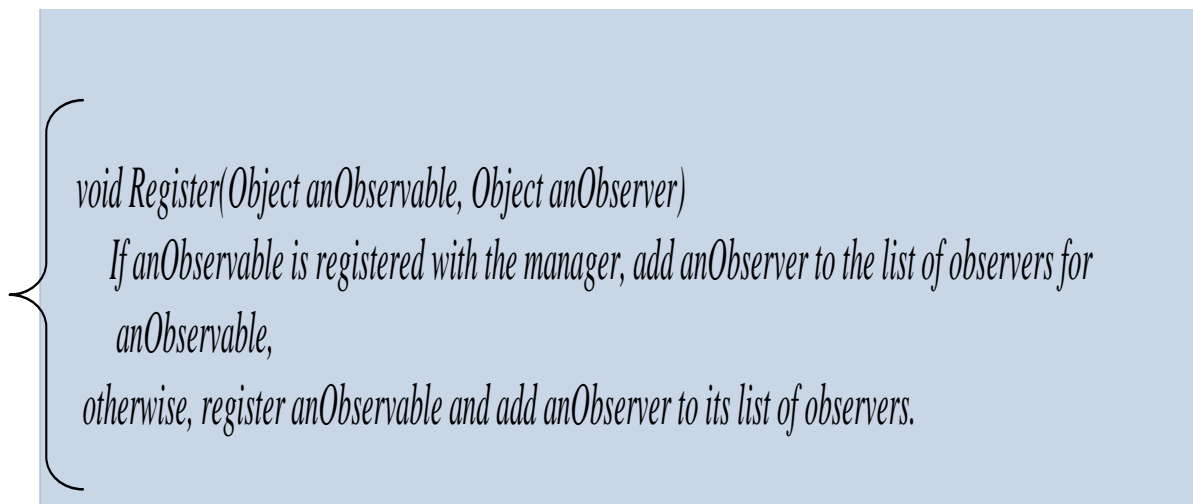 void Register(Object anObservable, Object anObserver)
If anObservable is registered with the manager, add anObserver to the list of observers for
anObservable,
otherwise, register anObservable and add anObserver to its list of observers.